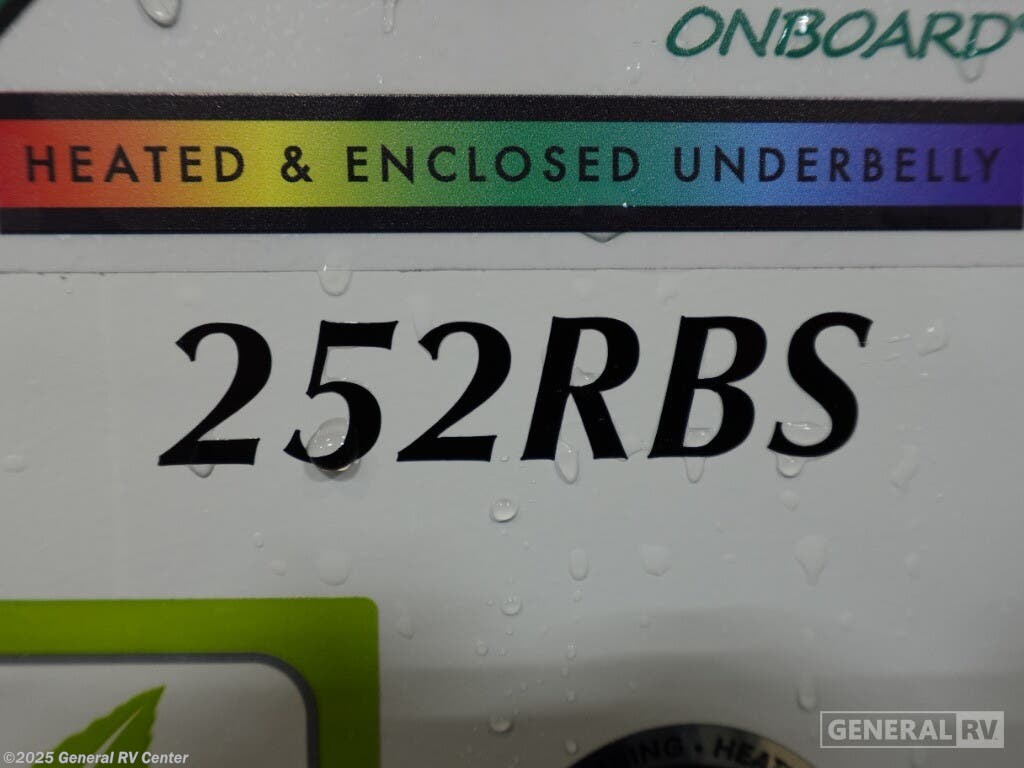 ONBOARD
HEATED & ENCLOSED UNDERBELLY
252RBS
GENERAL RV
©2025 General RV Center